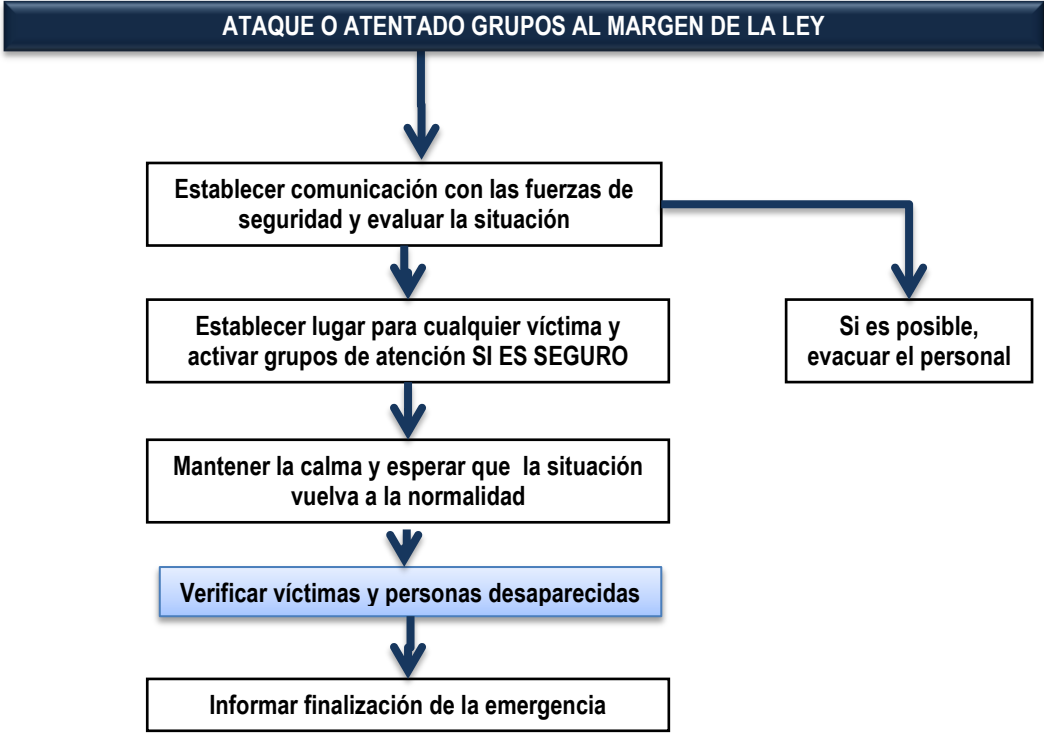 ATAQUE O ATENTADO GRUPOS AL MARGEN DE LA LEY
Establecer comunicación con las fuerzas de
seguridad y evaluar la situación
Establecer lugar para cualquier víctima y
activar grupos de atención SI ES SEGURO
Si es posible,
evacuar el personal
Mantener la calma y esperar que la situación
vuelva a la normalidad
Verificar víctimas y personas desaparecidas
Informar finalización de la emergencia